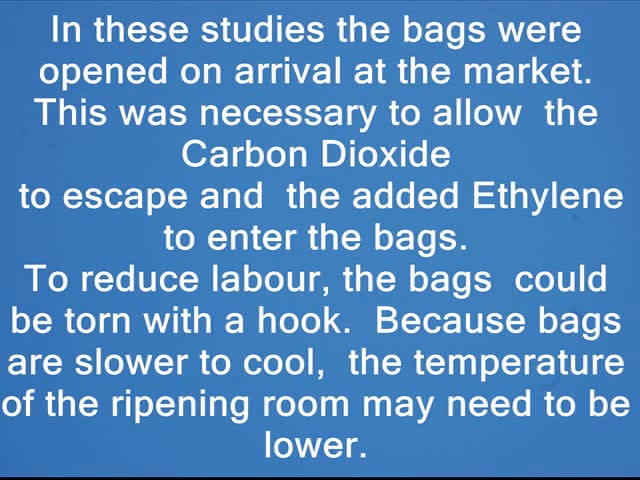 In these studies the bags were
opened on arrival at the market.
This was necessary to allow  the
Carbon Dioxide
to escape and  the added Ethylene
to enter the bags.
To reduce labour, the bags  could
be torn with a hook.  Because bags
are slower to cool,  the temperature
of the ripening room may need to be
lower.